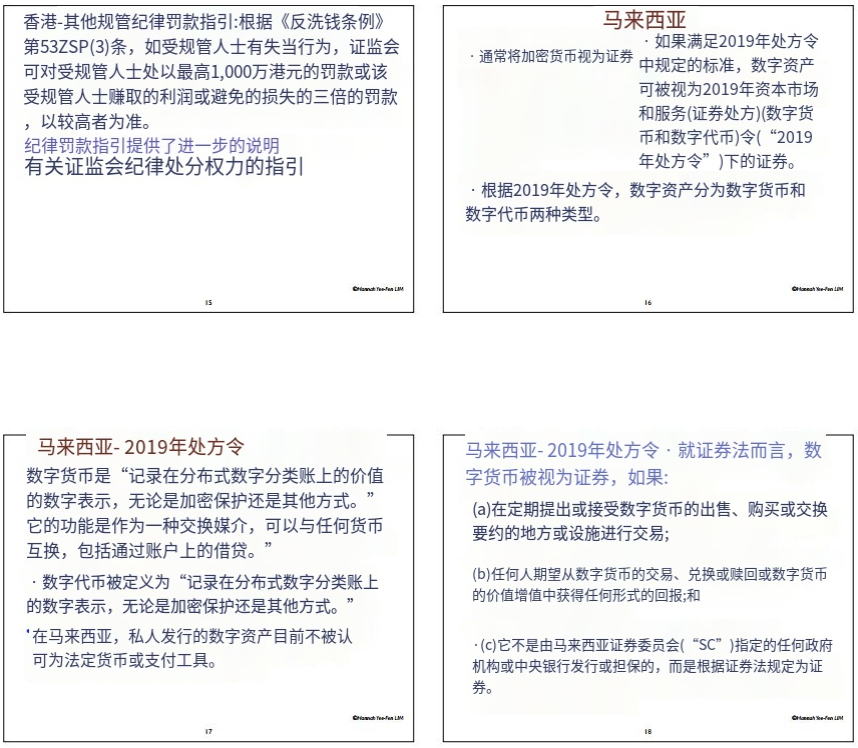 香港-其他规管纪律罚款指引:根据《反洗钱条例》
第53ZSP(3)条，如受规管人士有失当行为，证监会
可对受规管人士处以最高1,000万港元的罚款或该
受规管人士赚取的利润或避免的损失的三倍的罚款
，以较高者为准。
纪律罚款指引提供了进一步的说明
有关证监会纪律处分权力的指引
©Hannah Yee-Fen LIM
15
马来西亚
· 通常将加密货币视为证券
· 如果满足2019年处方令
中规定的标准，数字资产
可被视为2019年资本市场
和服务(证券处方)(数字货
币和数字代币)令(“2019
年处方令”)下的证券。
· 根据2019年处方令，数字资产分为数字货币和
数字代币两种类型。
©Hannah Yee-Fen LIM
16
马来西亚- 2019年处方令
数字货币是“记录在分布式数字分类账上的价值
的数字表示，无论是加密保护还是其他方式。”
它的功能是作为一种交换媒介，可以与任何货币
互换，包括通过账户上的借贷。”
· 数字代币被定义为“记录在分布式数字分类账上
的数字表示，无论是加密保护还是其他方式。”
·在马来西亚，私人发行的数字资产目前不被认
可为法定货币或支付工具。
©Hannah Yee-Fen LIM
17
马来西亚- 2019年处方令 · 就证券法而言，数
字货币被视为证券，如果:
(a)在定期提出或接受数字货币的出售、购买或交换
要约的地方或设施进行交易;
(b)任何人期望从数字货币的交易、兑换或赎回或数字货币
的价值增值中获得任何形式的回报;和
·(c)它不是由马来西亚证券委员会(“SC”)指定的任何政府
机构或中央银行发行或担保的，而是根据证券法规定为证
券。
©Hannah Yee-Fen LIM
18